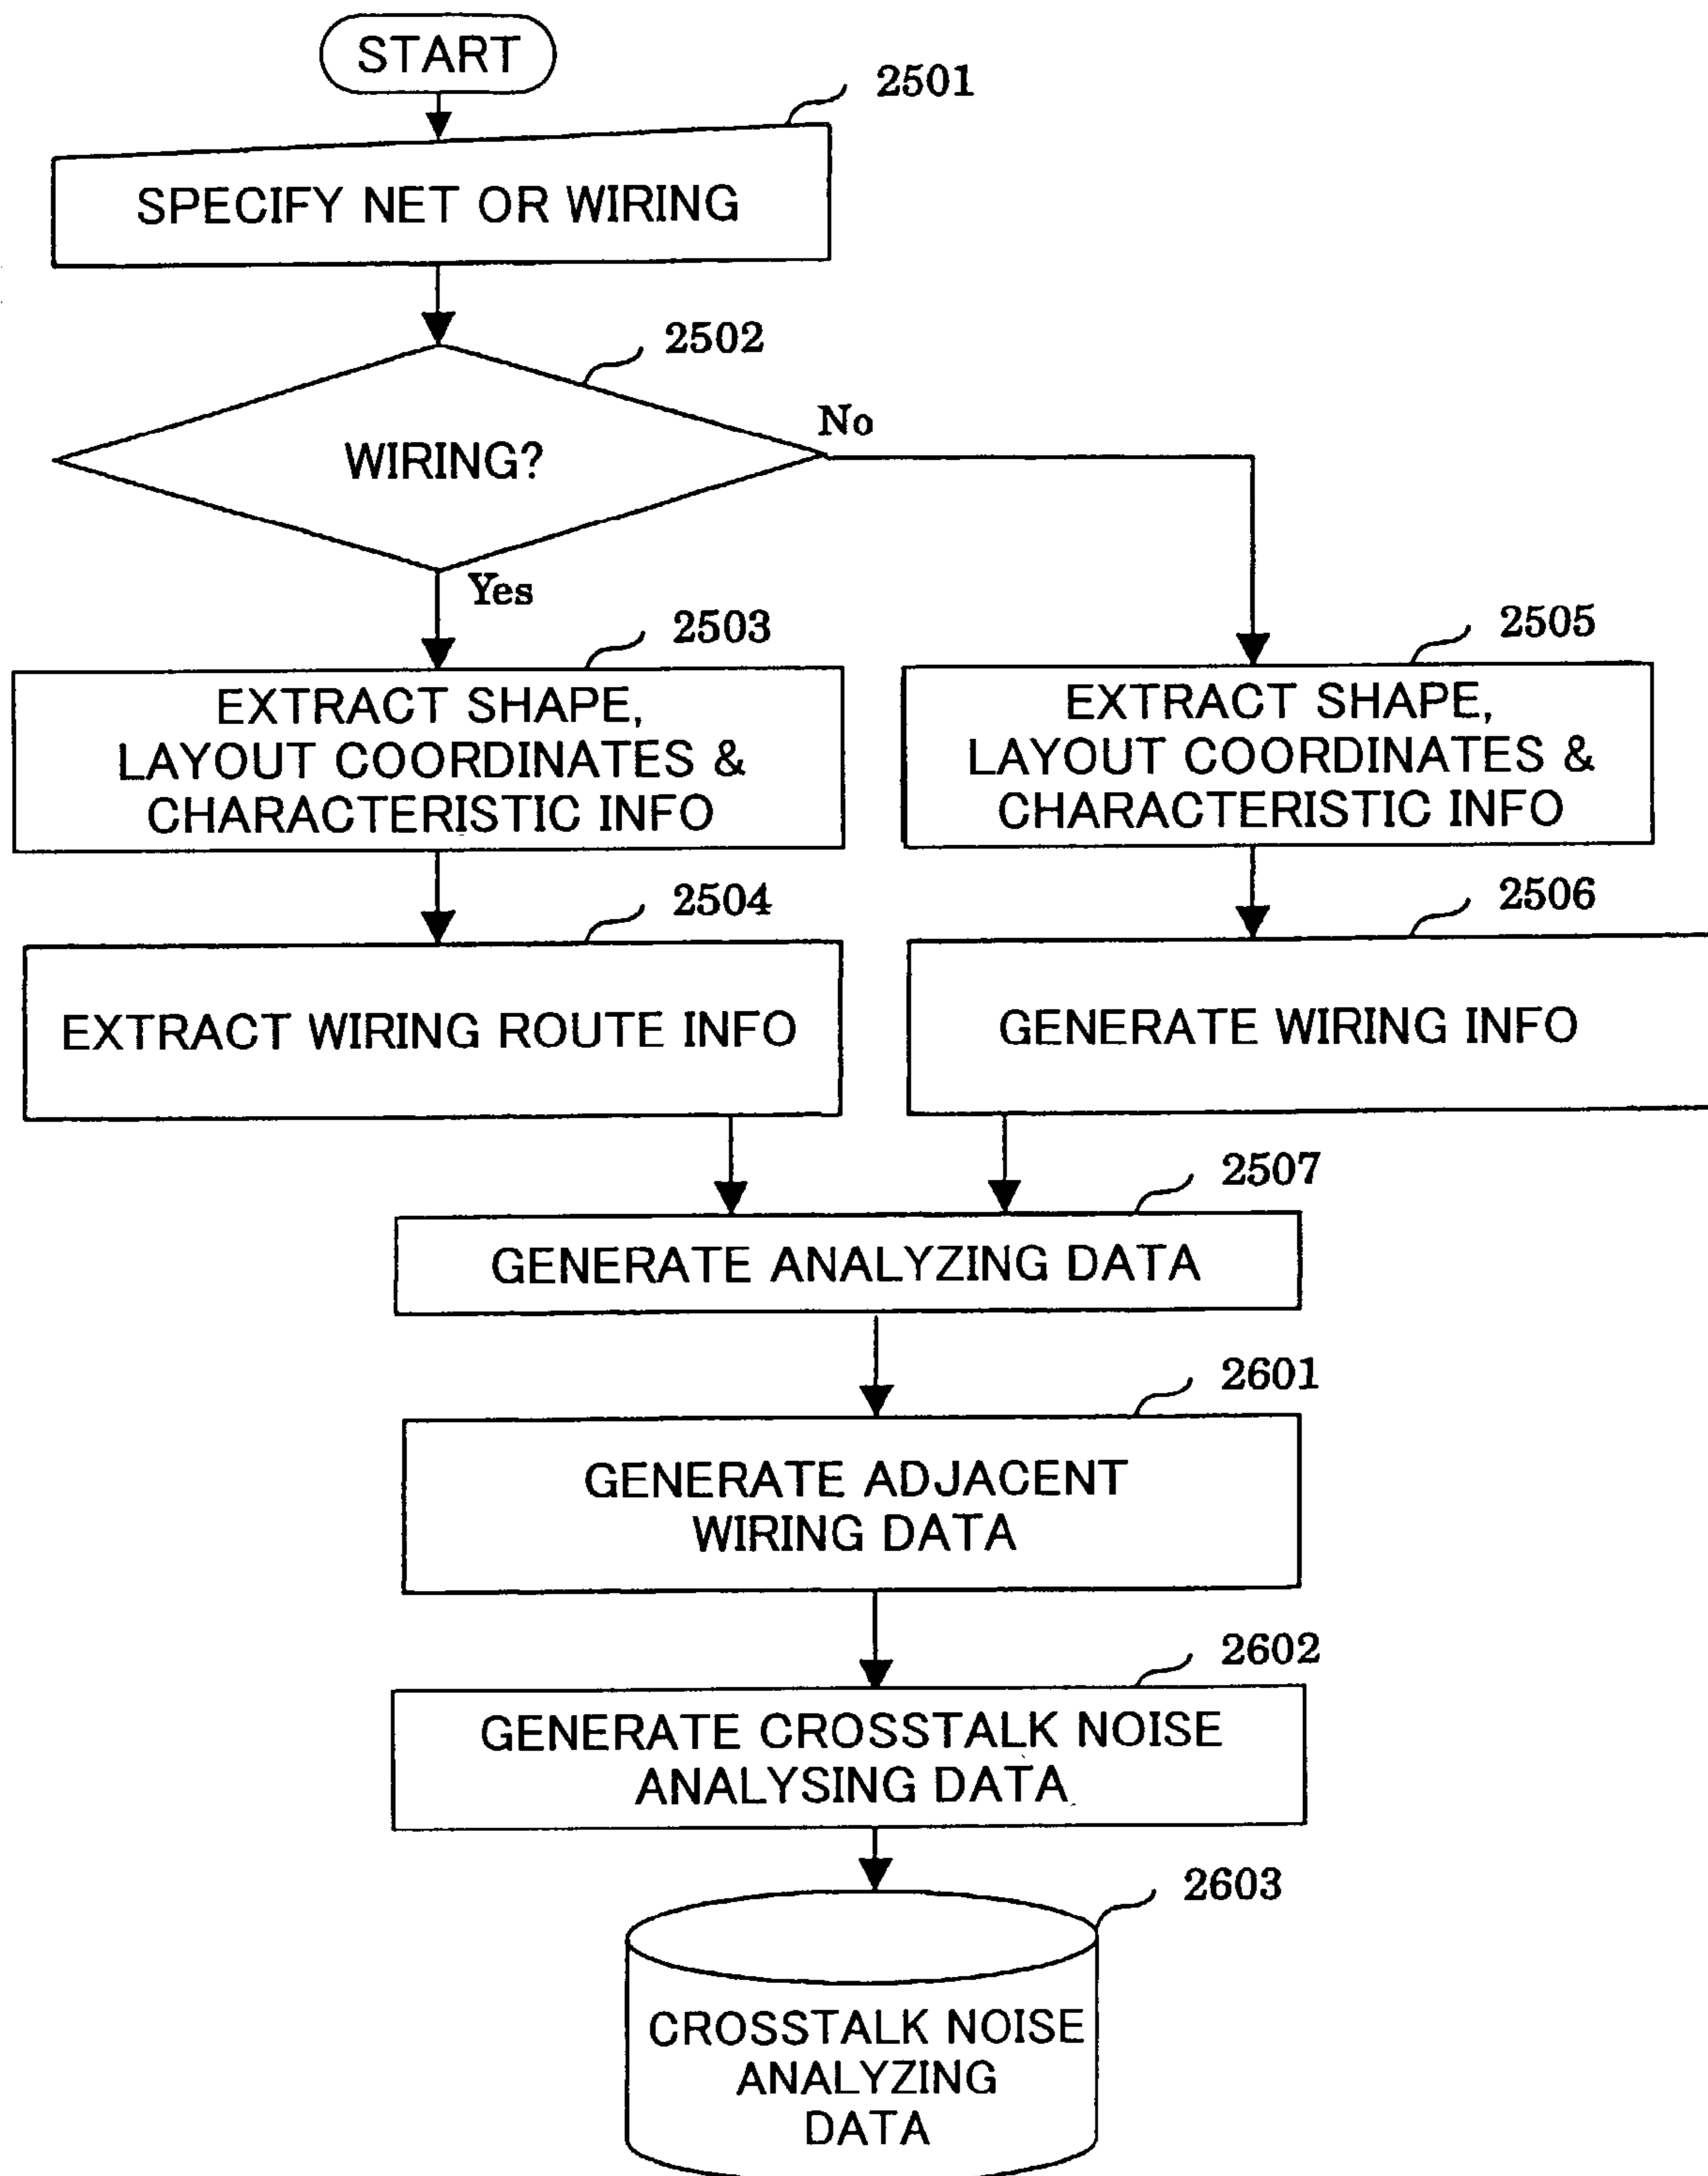 START
2501
SPECIFY NET OR WIRING
2502
WIRING?
No
Yes
2503
2505
EXTRACT SHAPE,
LAYOUT COORDINATES &
CHARACTERISTIC INFO
EXTRACT SHAPE,
LAYOUT COORDINATES &
CHARACTERISTIC INFO
2504
2506
EXTRACT WIRING ROUTE INFO
GENERATE WIRING INFO
2507
GENERATE ANALYZING DATA
2601
GENERATE ADJACENT
WIRING DATA
2602
GENERATE CROSSTALK NOISE
ANALYSING DATA
2603
CROSSTALK NOISE
ANALYZING
DATA